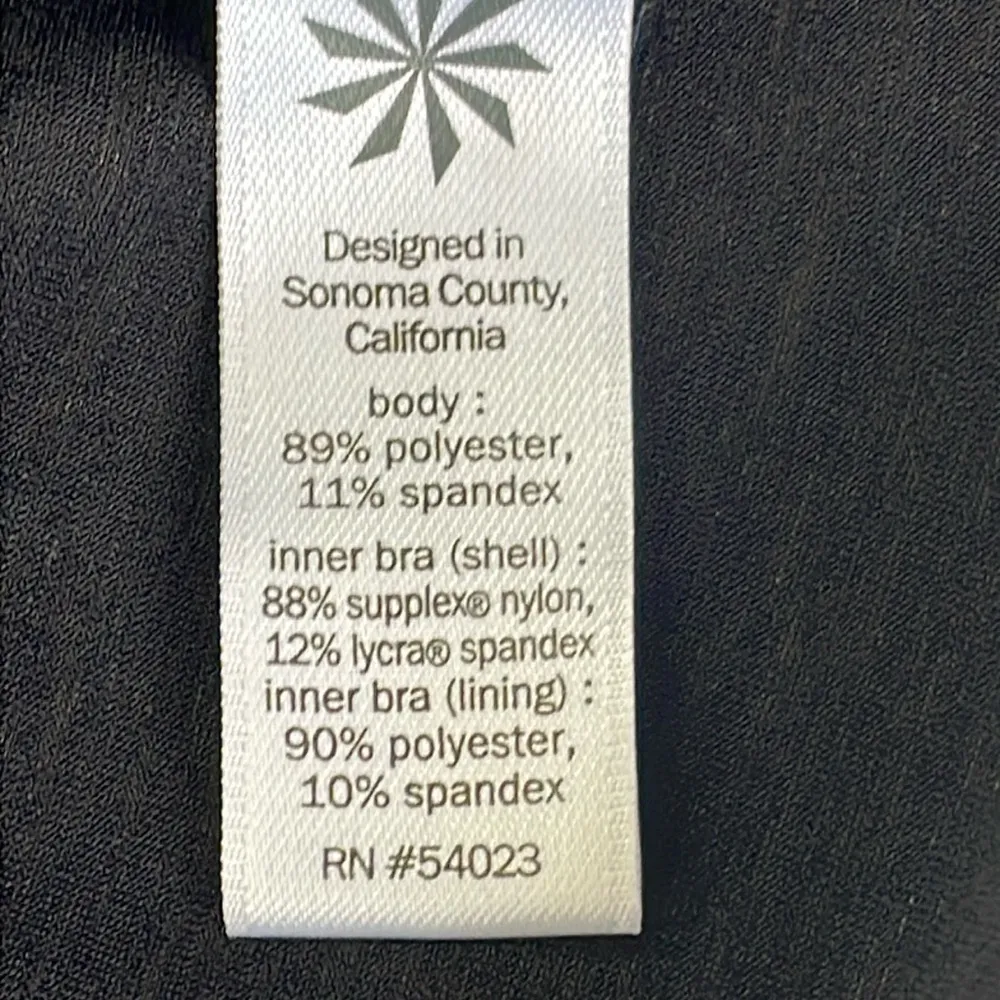 Designed in
Sonoma County,
California
body :
89% polyester,
11% spandex
inner bra (shell) :
88% supplex® nylon,
12% lycra® spandex
inner bra (lining) :
90% polyester,
10% spandex
RN #54023